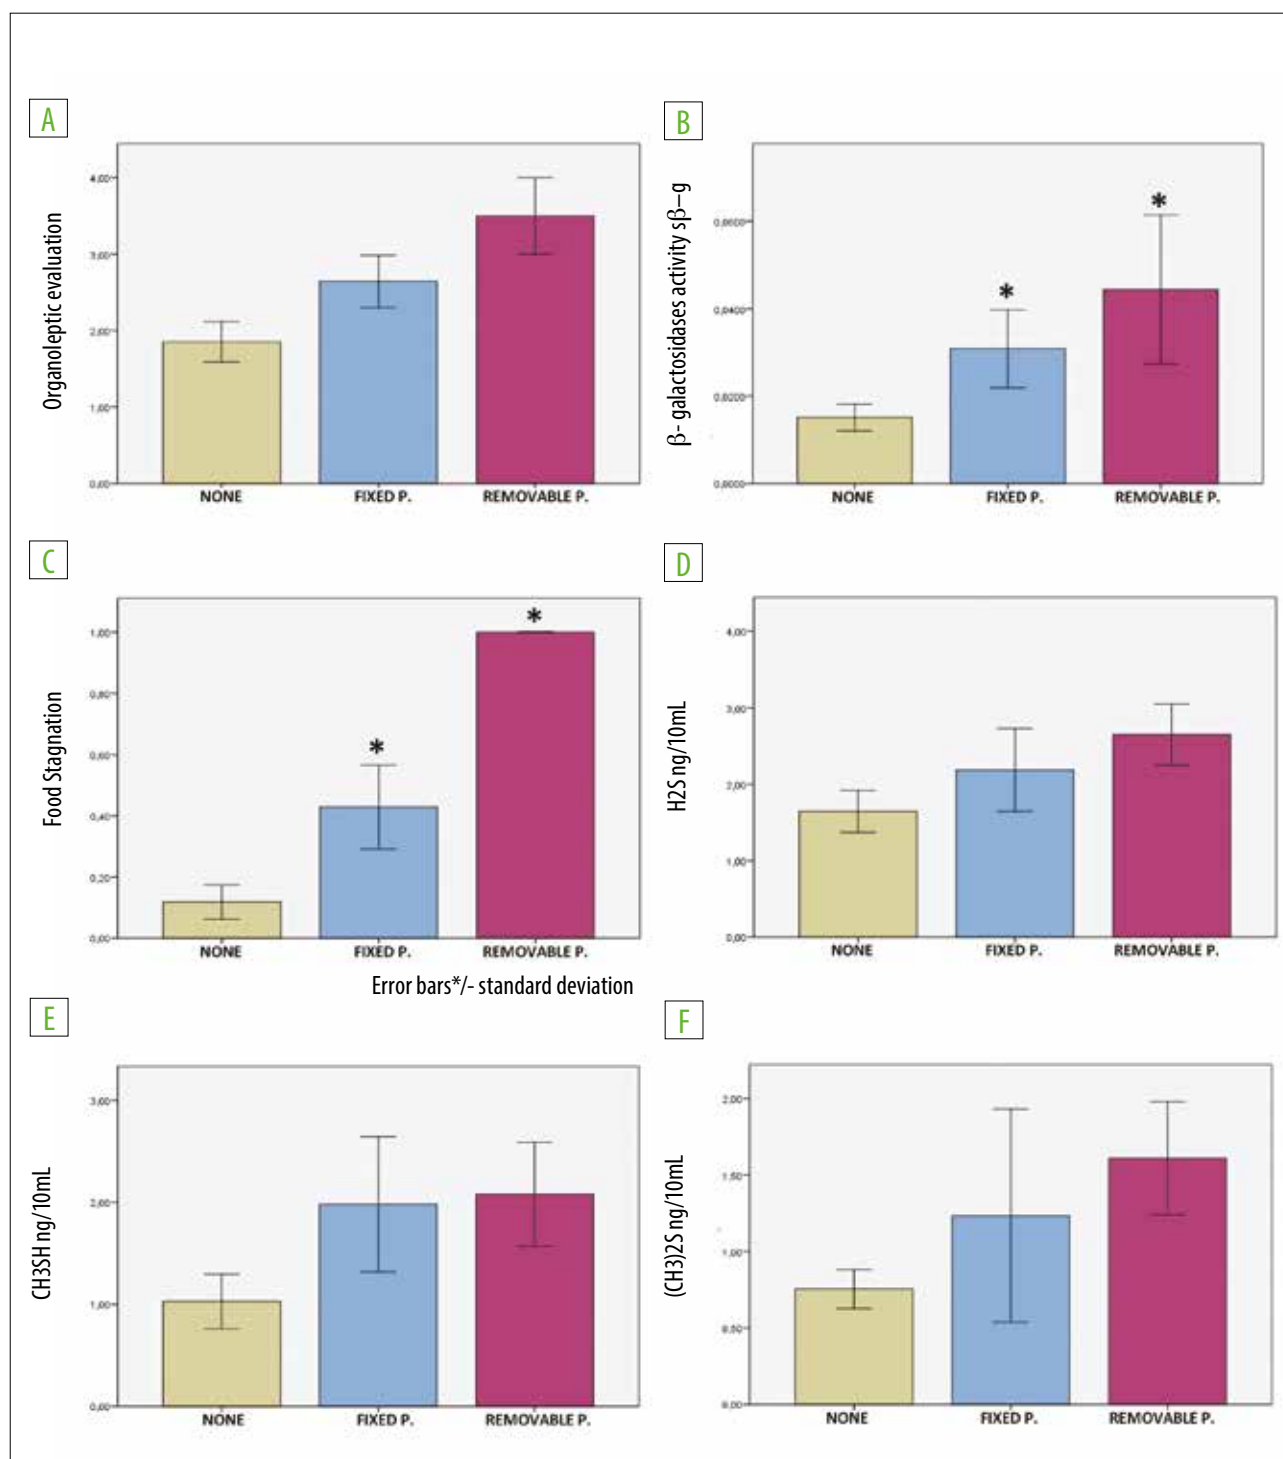 A
Organoleptic evaluation
4,00
3,00
2,00
1,00
0,00
NONE FIXED P. REMOVABLE P.
B
β- galactosidases activity sβ–g
0,0600
0,0400
0,0200
0,0000
* *
NONE FIXED P. REMOVABLE P.
C
Food Stagnation
1,00
0,80
0,60
0,40
0,20
0,00
* *
NONE FIXED P. REMOVABLE P.
Error bars*/- standard deviation
D
H2S ng/10mL
4,00
3,00
2,00
1,00
0,00
NONE FIXED P. REMOVABLE P.
E
CH3SH ng/10mL
3,00
2,00
1,00
0,00
NONE FIXED P. REMOVABLE P.
F
(CH3)2S ng/10mL
2,00
1,50
1,00
0,50
0,00
NONE FIXED P. REMOVABLE P.